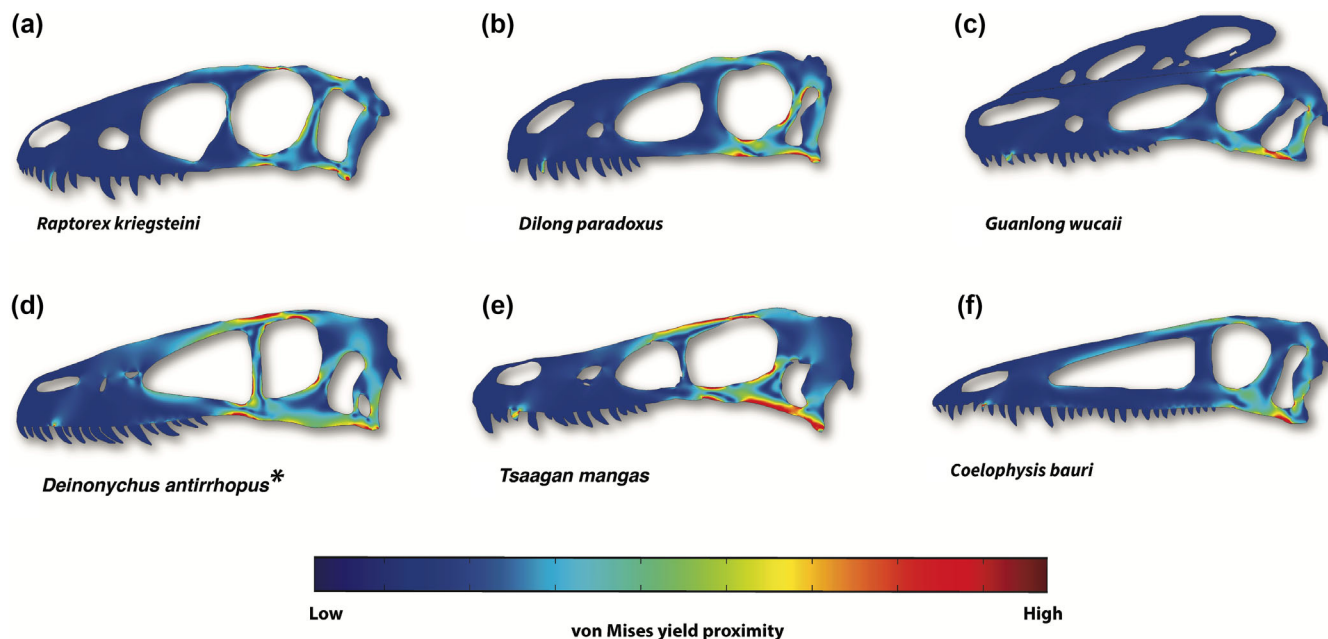 (a)
(b)
(c)
Raptorex kriegsteini
Dilong paradoxus
Guanlong wucaii
(d)
(e)
(f)
Deinonychus antirrhopus*
Tsaagan mangas
Coelophysis bauri
Low
High
von Mises yield proximity